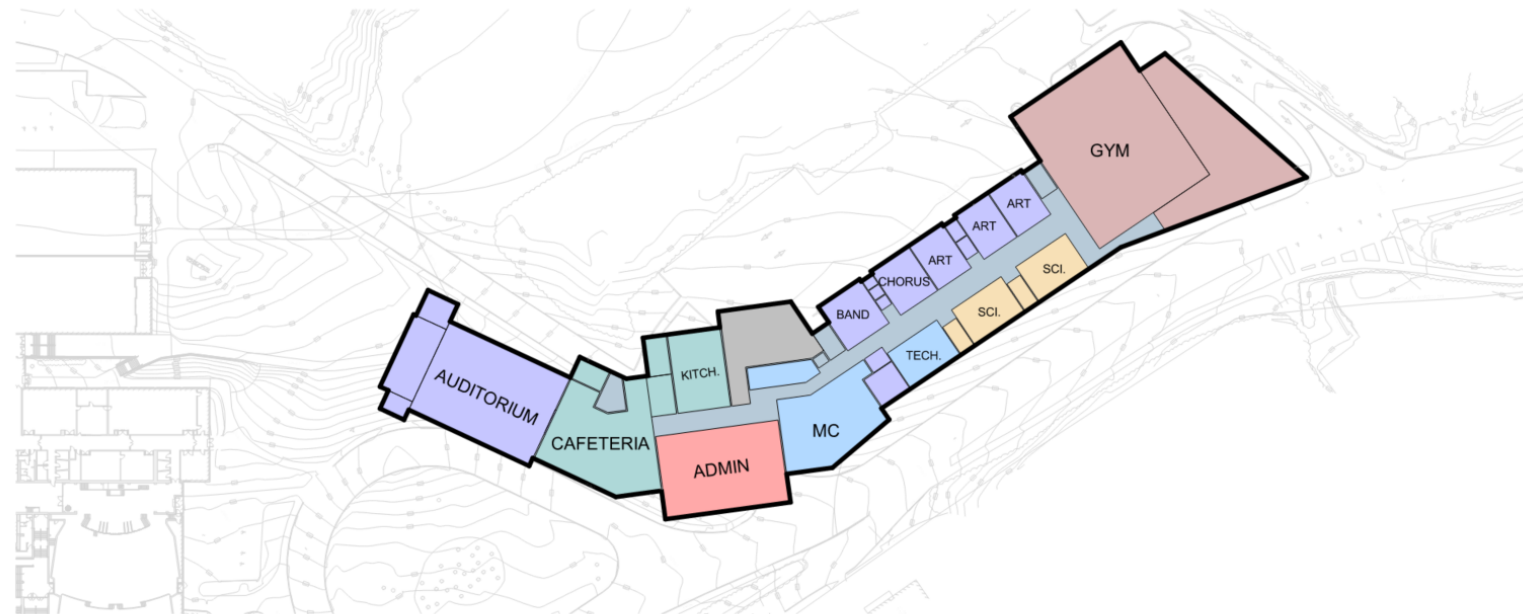 GYM
ART
ART
ART
CHORUS
BAND
SCI.
SCI.
TECH.
KITCH.
AUDITORIUM
CAFETERIA
MC
ADMIN